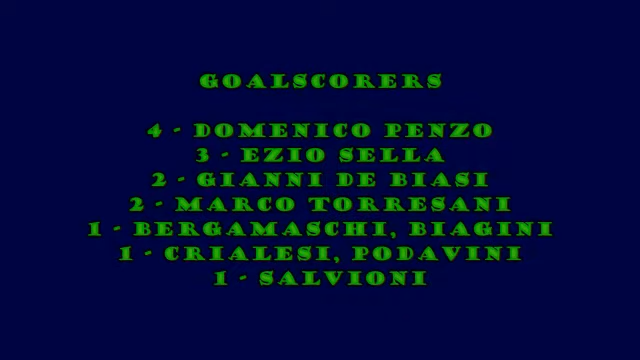 GOALSCORERS
4 - DOMENICO PENZO
3 - EZIO SELLA
2 - GIANNI DE BIASI
2 - MARCO TORRESANI
1 - BERGAMASCHI, BIAGINI
1 - CRIALESI, PODAVINI
1 - SALVIONI